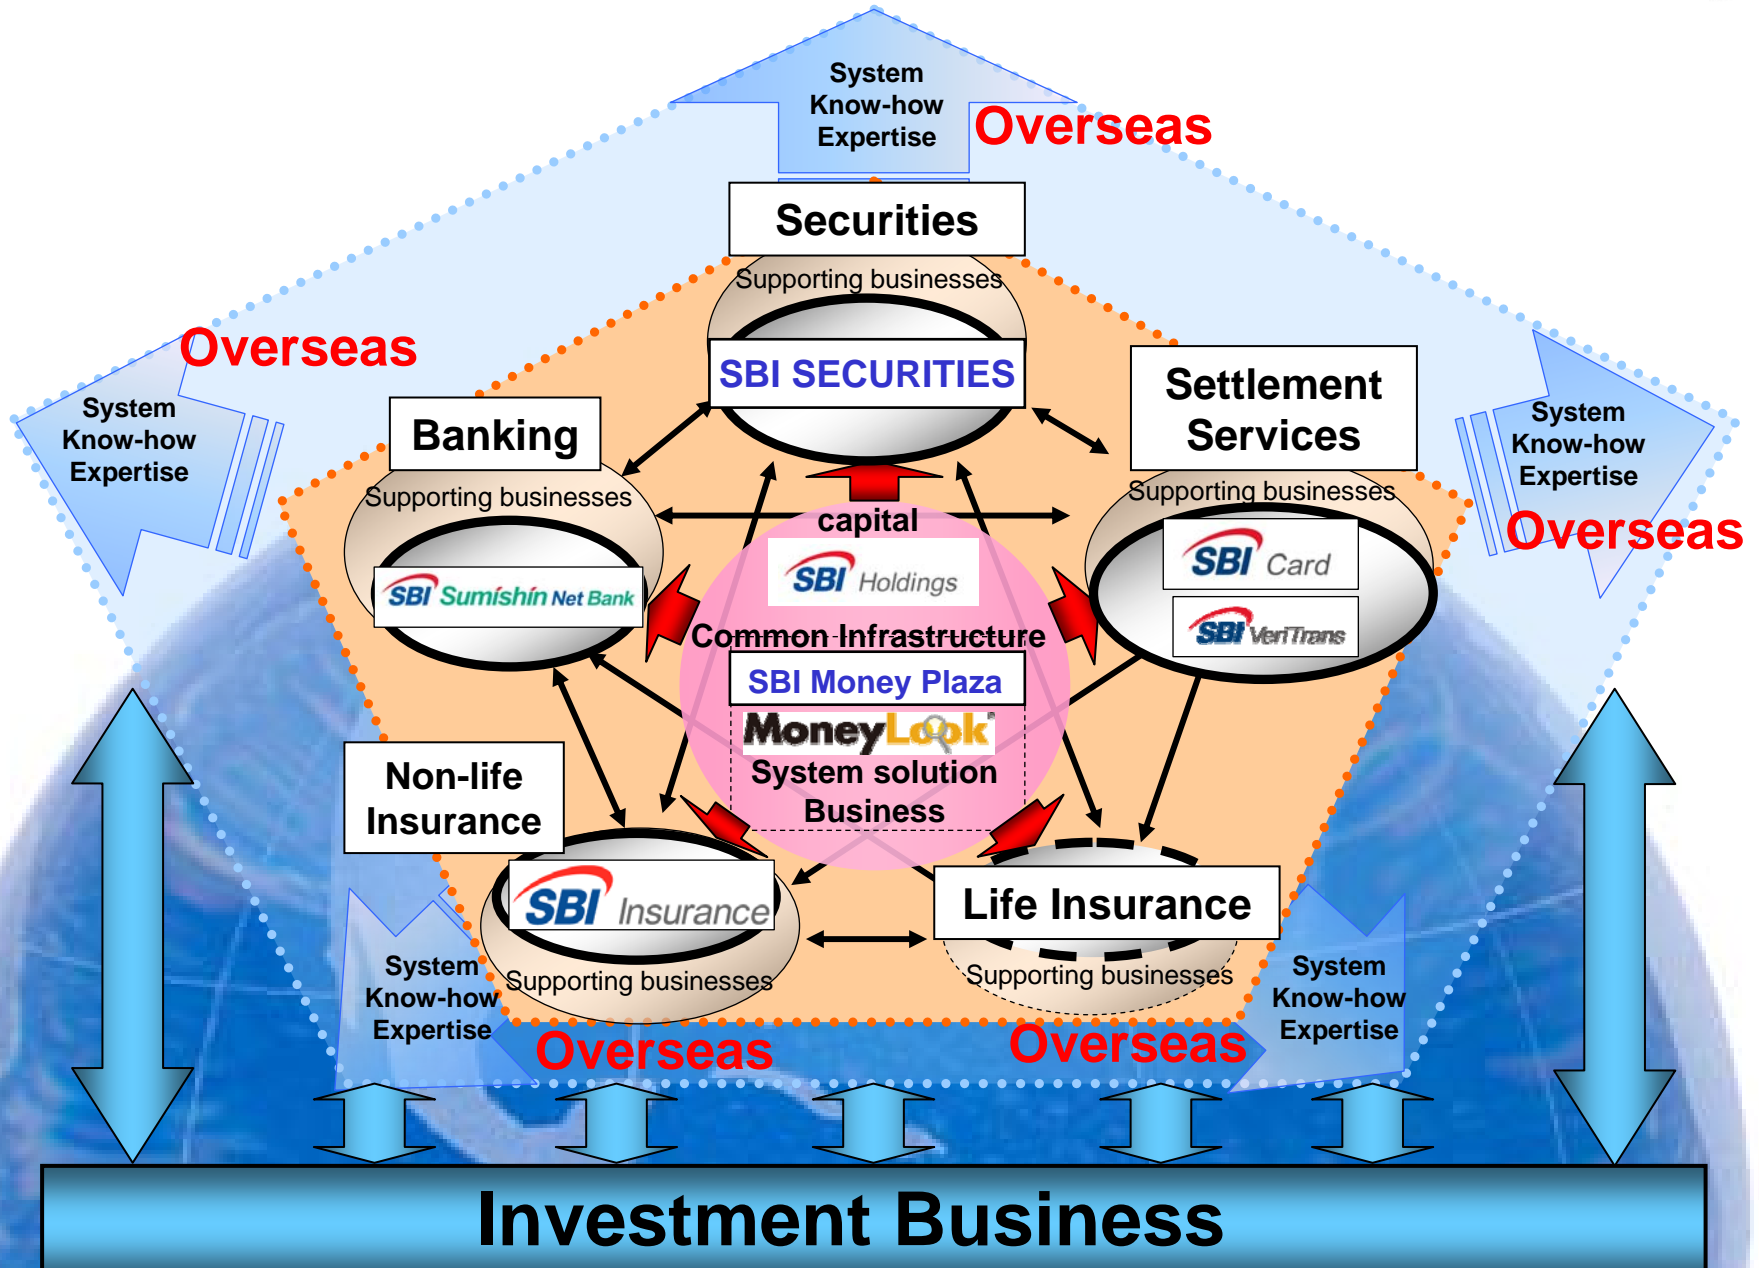 System
Know-how
Expertise
Overseas
Securities
Supporting businesses
SBI SECURITIES
Overseas
System
Know-how
Expertise
Banking
Supporting businesses
SBI Sumishin Net Bank
Settlement
Services
Supporting businesses
SBI Card
SBI VeriTrans
System
Know-how
Expertise
Overseas
capital
SBI Holdings
Common Infrastructure
SBI Money Plaza
MoneyLook
System solution
Business
Non-life
Insurance
SBI Insurance
Supporting businesses
Life Insurance
Supporting businesses
System
Know-how
Expertise
Overseas
Overseas
System
Know-how
Expertise
Investment Business